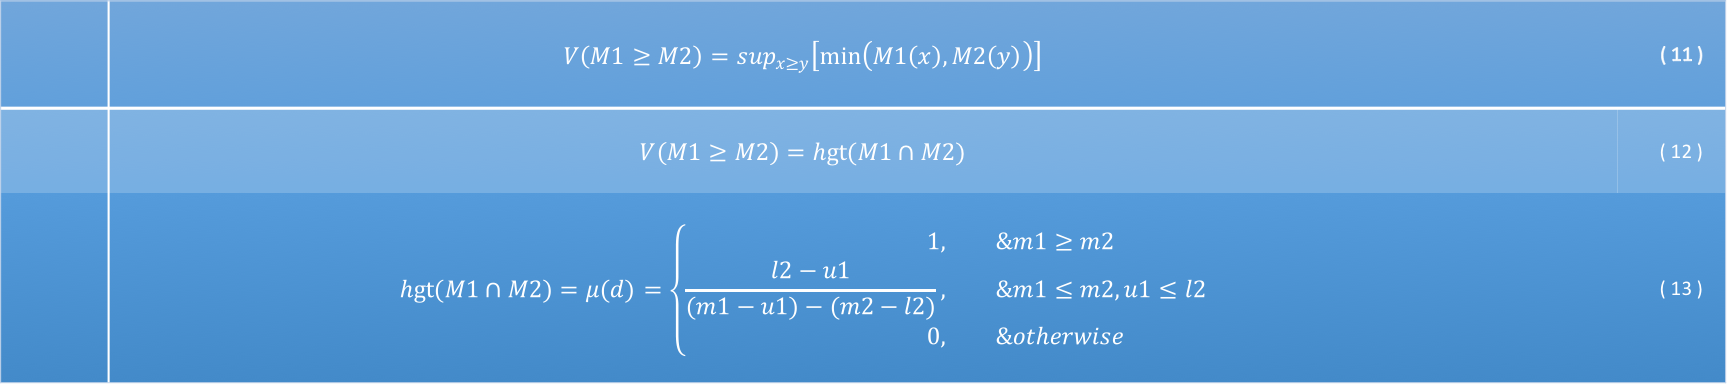 V(M1 ≥ M2) = sup_{x≥y}[min(M1(x), M2(y))] (11)
V(M1 ≥ M2) = hgt(M1 ∩ M2) (12)
hgt(M1 ∩ M2) = μ(d) = { 1, &m1 ≥ m2
l2 − u1 / (m1 − u1) − (m2 − l2), &m1 ≤ m2, u1 ≤ l2 (13)
0, &otherwise